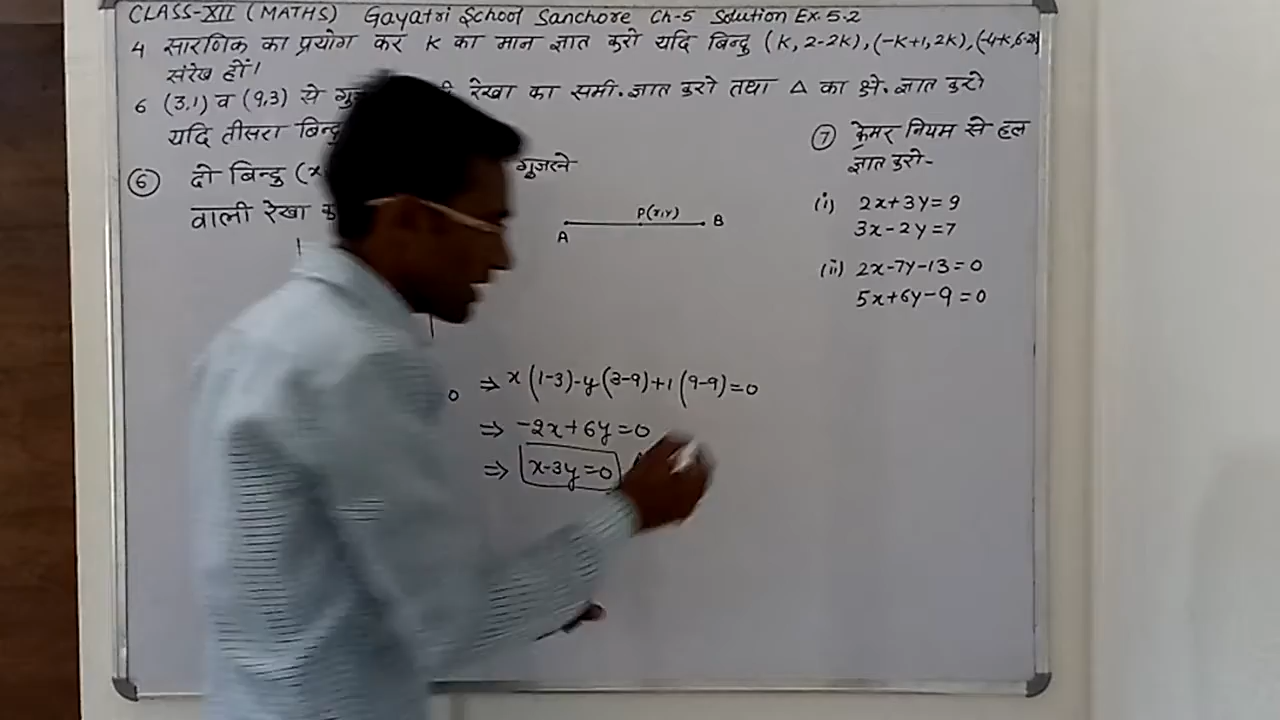 CLASS-XII (MATHS) Gayatri School Sanchore Ch-5 Solution Ex. 5.2
4 सारणिक का प्रयोग कर K का मान ज्ञात करो यदि बिन्दु (K, 2-2K), (-K+1, 2K), (-4-K, 6-2K)
संरेख हों।
6 (3,1) व (9,3) से रेखा का समी. ज्ञात करो तथा Δ का क्षे. ज्ञात करो
यदि तीसरा
⑥ दो बिन्दु (x, गुजरने
वाली रेखा
P(x,y)
A B
0 ⇒ x(1-3)-y(3-9)+1(9-9)=0
⇒ -2x+6y=0
⇒ x-3y=0
⑦ क्रेमर नियम से हल
ज्ञात करो-
(i) 2x+3y=9
3x-2y=7
(ii) 2x-7y-13=0
5x+6y-9=0